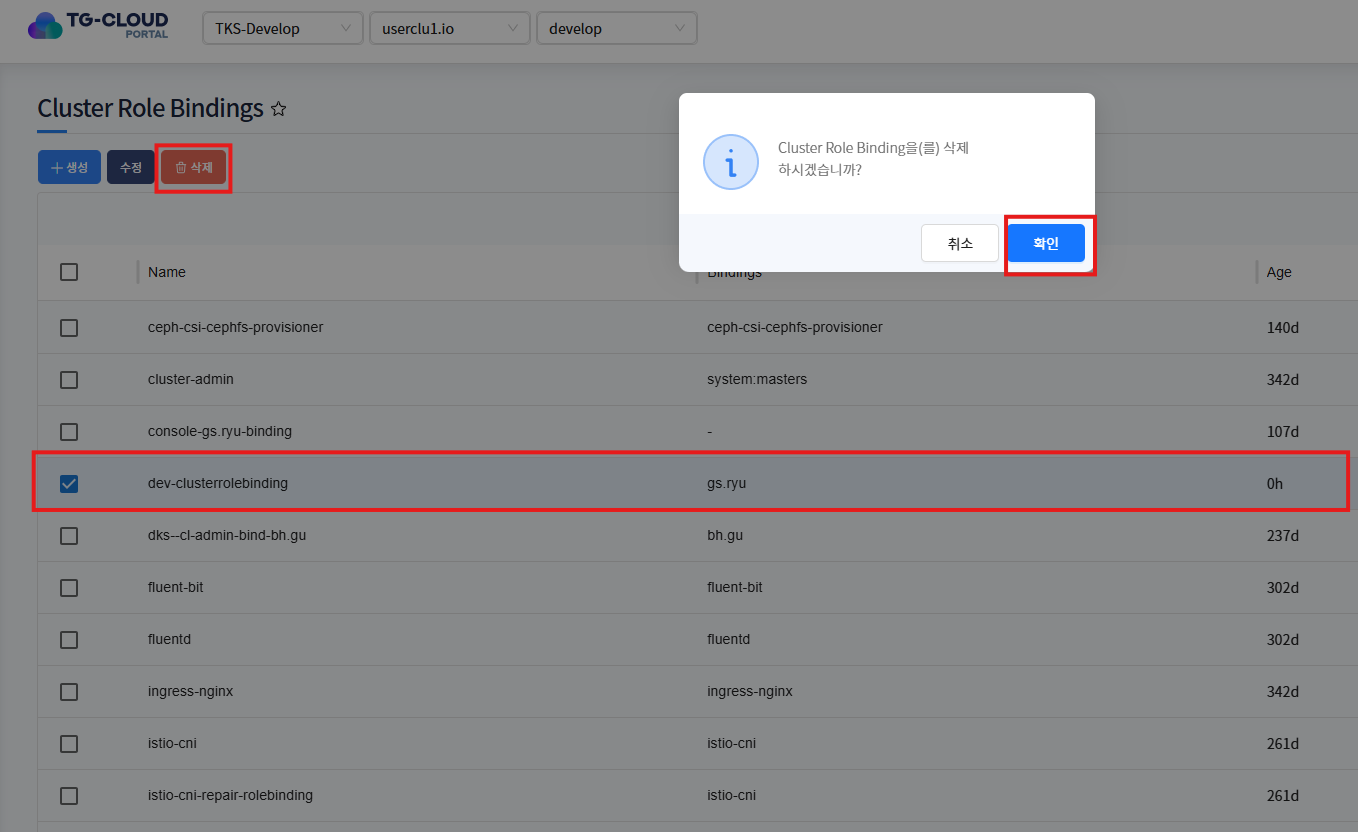 TG-CLOUD
PORTAL
TKS-Develop
userclu1.io
develop
Cluster Role Bindings
생성
수정
삭제
Cluster Role Binding을(를) 삭제
하시겠습니까?
취소
확인
Name Bindings Age
ceph-csi-cephfs-provisioner ceph-csi-cephfs-provisioner 140d
cluster-admin system:masters 342d
console-gs.ryu-binding - 107d
dev-clusterrolebinding gs.ryu 0h
dks--cl-admin-bind-bh.gu bh.gu 237d
fluent-bit fluent-bit 302d
fluentd fluentd 302d
ingress-nginx ingress-nginx 342d
istio-cni istio-cni 261d
istio-cni-repair-rolebinding istio-cni 261d